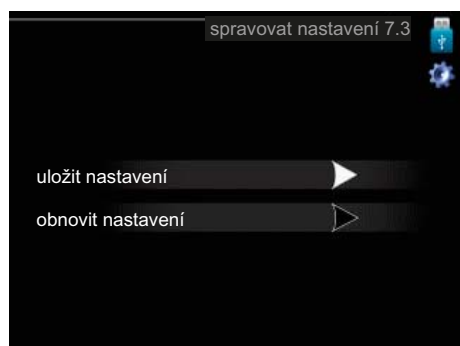 spravovat nastavení 7.3
uložit nastavení
obnovit nastavení